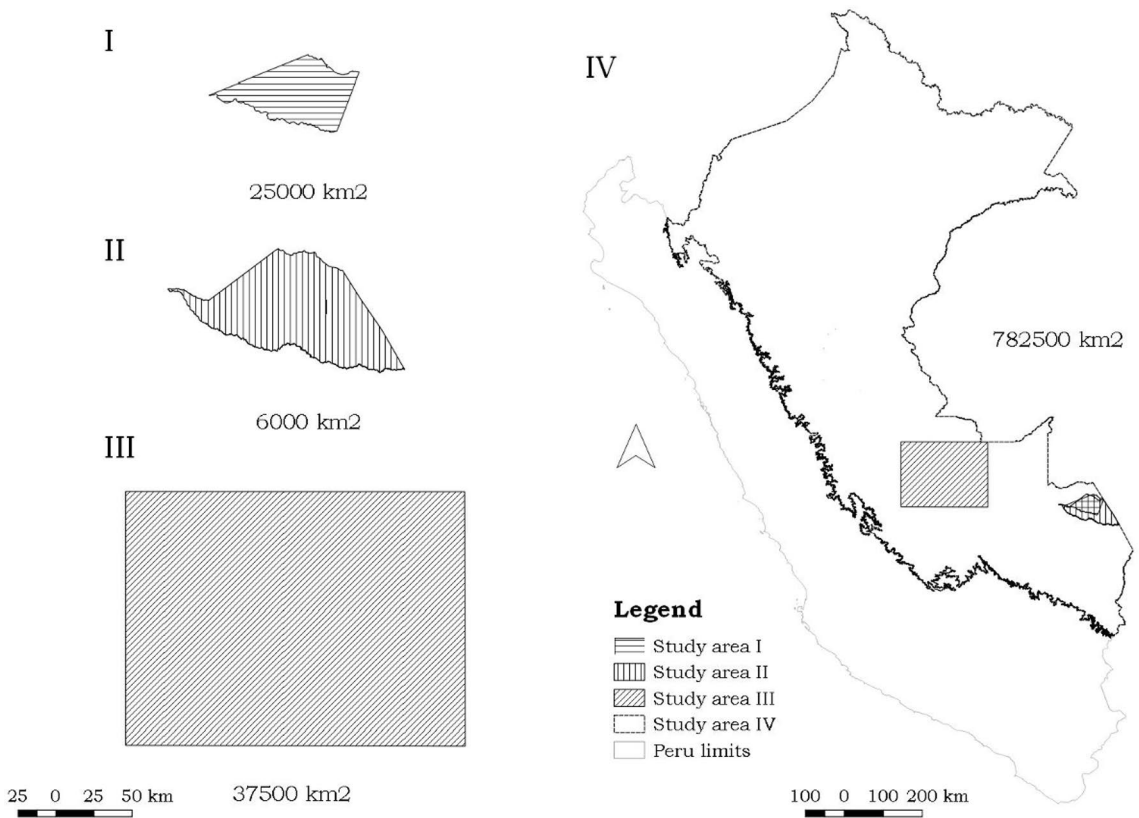 I
25000 km2
II
6000 km2
III
37500 km2
25 0 25 50 km
IV
782500 km2
Legend
Study area I
Study area II
Study area III
Study area IV
Peru limits
100 0 100 200 km